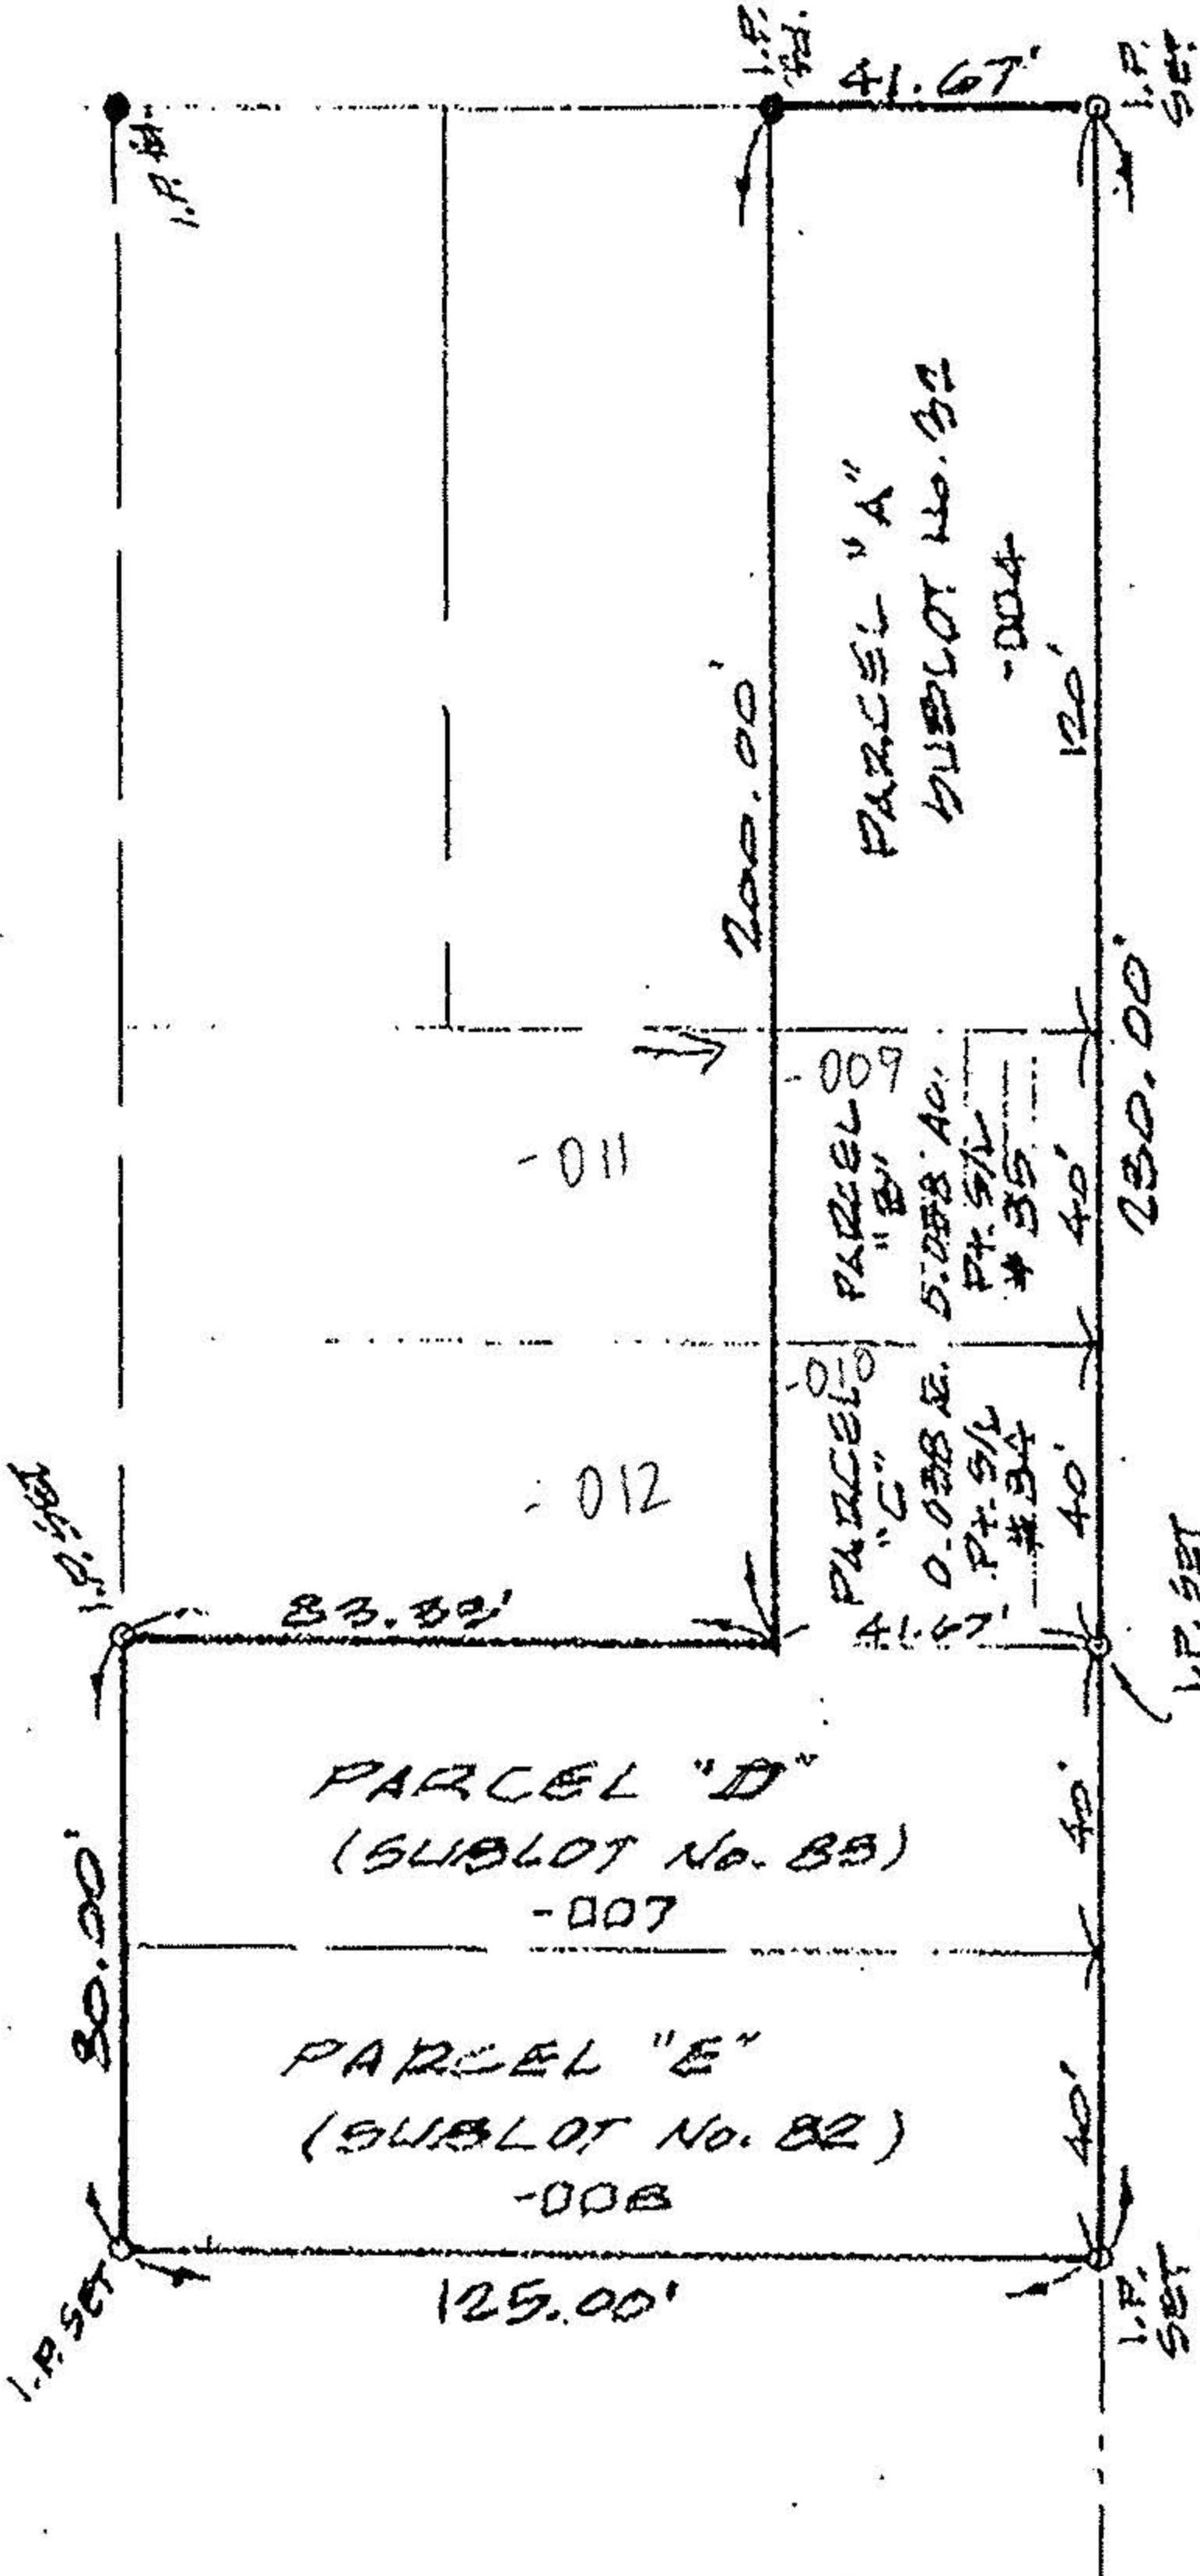 I.P. fd.
I.P. fd.
41.67'
I.P. SET.
200.00'
PARCEL "A"
SUBLOT No. 32
-004
120'
230.00'
-011
-009
PARCEL
"B"
0.038 AC.
Pt. S/L
# 35
40'
-012
-010
PARCEL
"C"
0.038 AC.
Pt. S/L
# 34
40'
I.P. SET
83.33'
41.67'
I.P. SET
80.00'
PARCEL "D"
(SUBLOT No. 83)
-007
40'
PARCEL "E"
(SUBLOT No. 82)
-008
40'
I.P. SET
125.00'
I.P. SET